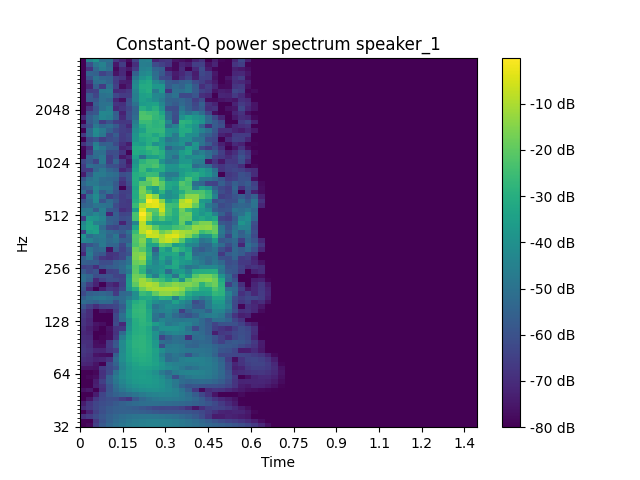 Constant-Q power spectrum speaker_1
Hz
2048
1024
512
256
128
64
32
0 0.15 0.3 0.45 0.6 0.75 0.9 1.1 1.2 1.4
Time
-10 dB
-20 dB
-30 dB
-40 dB
-50 dB
-60 dB
-70 dB
-80 dB